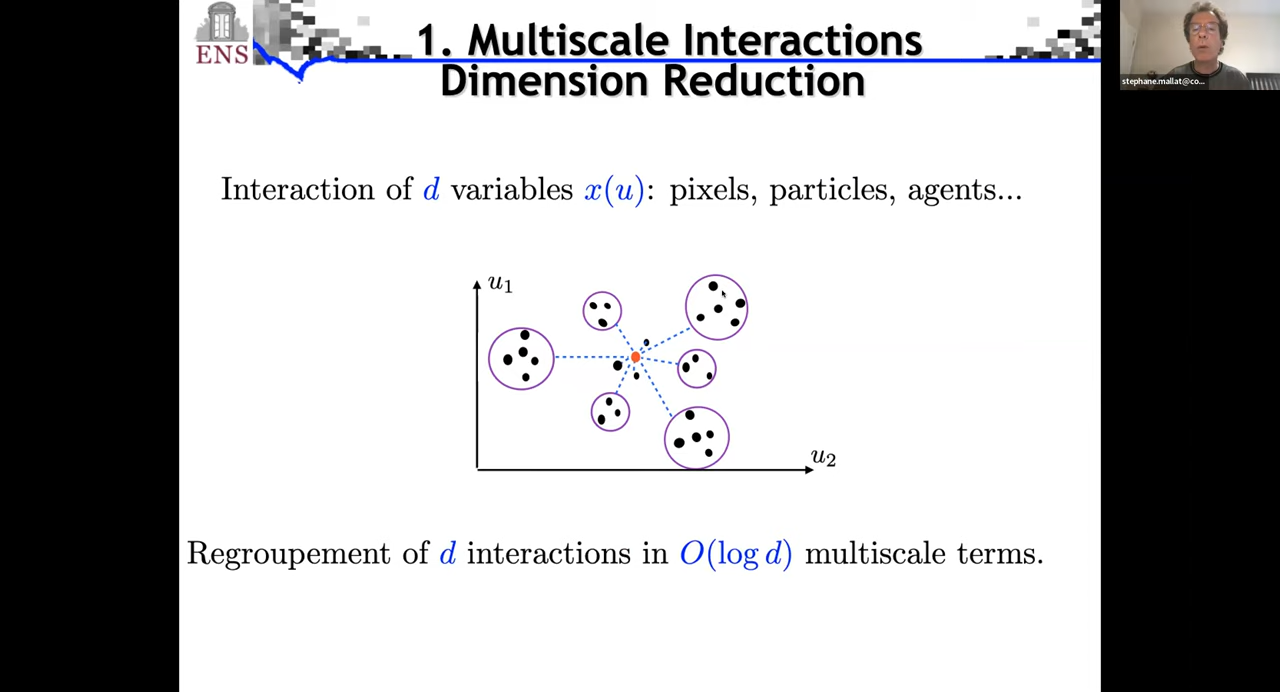 ENS
1. Multiscale Interactions
Dimension Reduction
stephane.mallat@co...
Interaction of d variables x(u): pixels, particles, agents...
u₁
u₂
Regroupement of d interactions in O(log d) multiscale terms.